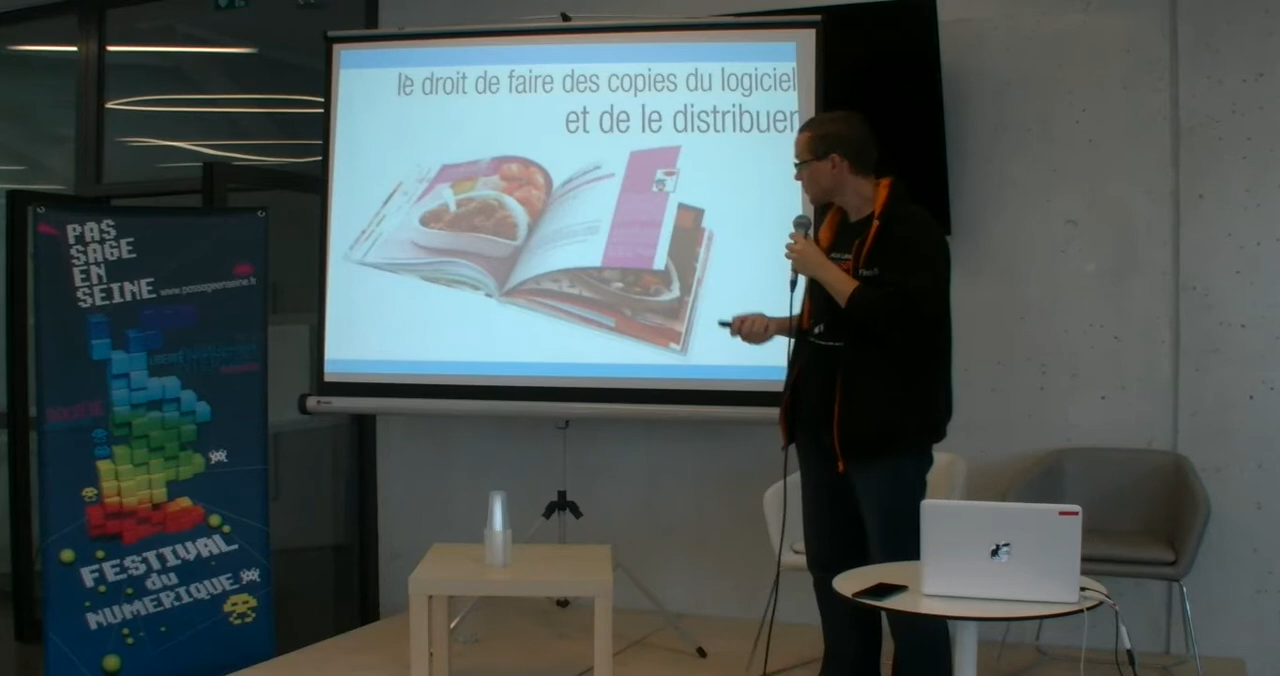 le droit de faire des copies du logiciel
et de le distribuer
PAS
SAGE
EN
SEINE
www.passageenseine.fr
SOCIÉTÉ
FESTIVAL
du
NUMERIQUE